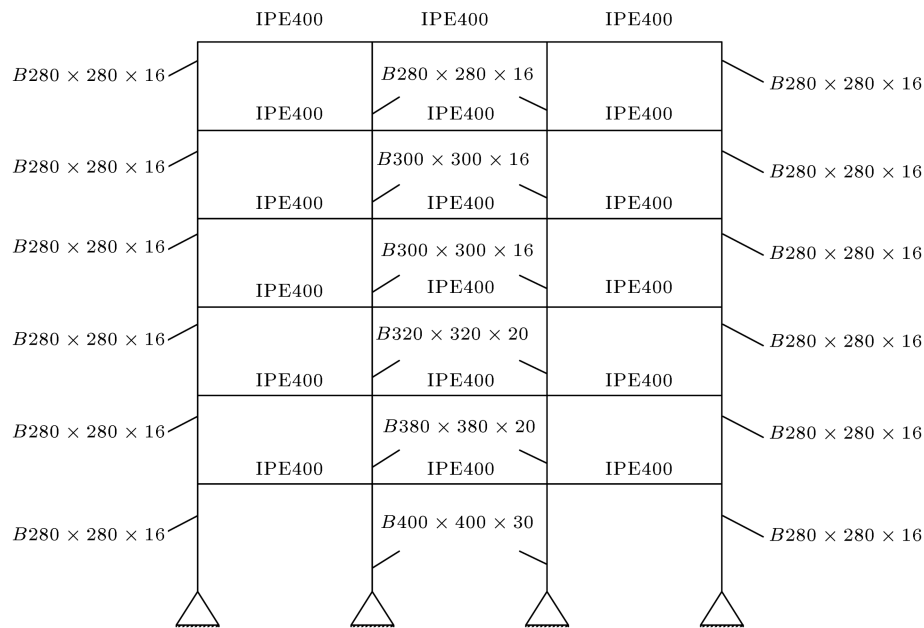 IPE400 IPE400 IPE400
B280 × 280 × 16 B280 × 280 × 16 B280 × 280 × 16
IPE400 IPE400 IPE400
B280 × 280 × 16 B300 × 300 × 16 B280 × 280 × 16
IPE400 IPE400 IPE400
B280 × 280 × 16 B300 × 300 × 16 B280 × 280 × 16
IPE400 IPE400 IPE400
B280 × 280 × 16 B320 × 320 × 20 B280 × 280 × 16
IPE400 IPE400 IPE400
B280 × 280 × 16 B380 × 380 × 20 B280 × 280 × 16
IPE400 IPE400 IPE400
B280 × 280 × 16 B400 × 400 × 30 B280 × 280 × 16